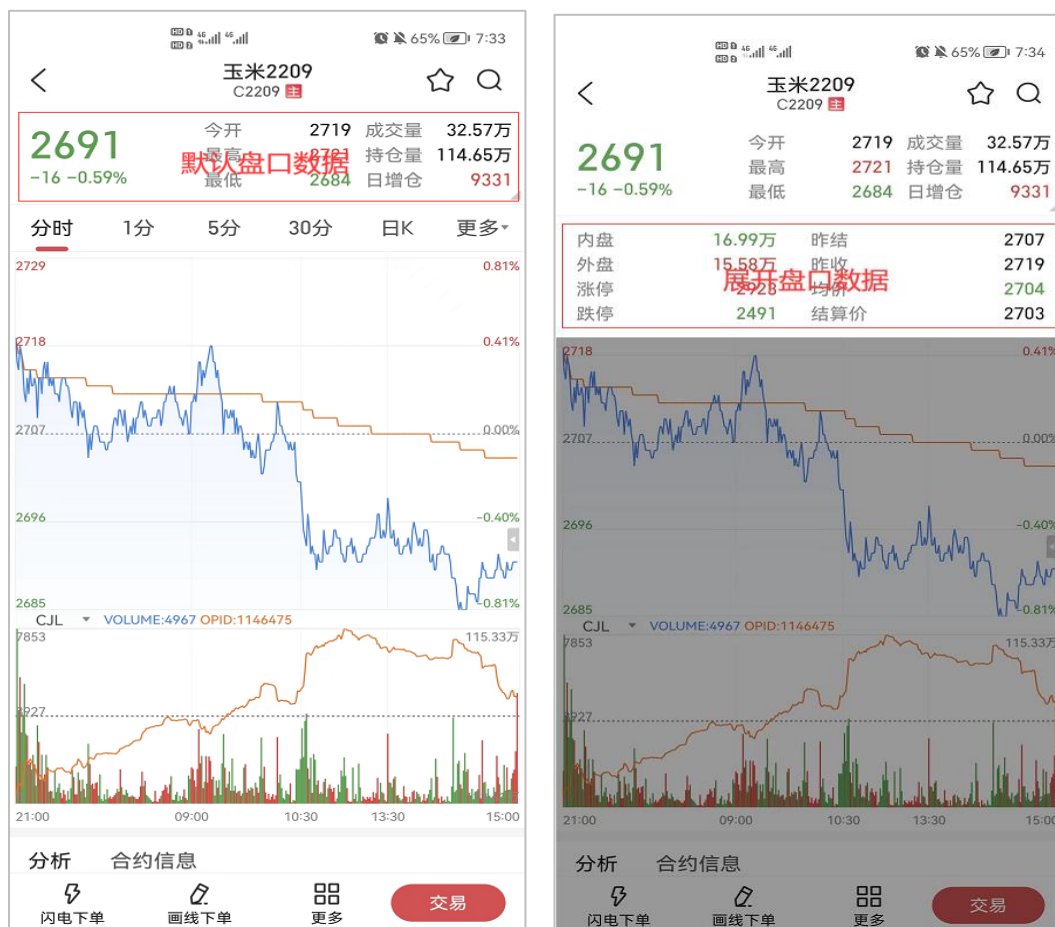 65% 7:33
玉米2209
C2209 主
2691
-16 -0.59%
今开 2719 成交量 32.57万
最高 2721 持仓量 114.65万
最低 2684 日增仓 9331
默认盘口数据
分时 1分 5分 30分 日K 更多
2729 0.81%
2718 0.41%
2707 0.00%
2696 -0.40%
2685 -0.81%
CJL VOLUME:4967 OPID:1146475
7853 115.33万
3927
21:00 09:00 10:30 13:30 15:00
分析 合约信息
闪电下单 画线下单 更多 交易
65% 7:34
玉米2209
C2209 主
2691
-16 -0.59%
今开 2719 成交量 32.57万
最高 2721 持仓量 114.65万
最低 2684 日增仓 9331
内盘 16.99万 昨结 2707
外盘 15.58万 昨收 2719
涨停 2923 均价 2704
跌停 2491 结算价 2703
展开盘口数据
2718 0.41%
2707 0.00%
2696 -0.40%
2685 -0.81%
CJL VOLUME:4967 OPID:1146475
7853 115.33万
3927
21:00 09:00 10:30 13:30 15:00
分析 合约信息
闪电下单 画线下单 更多 交易